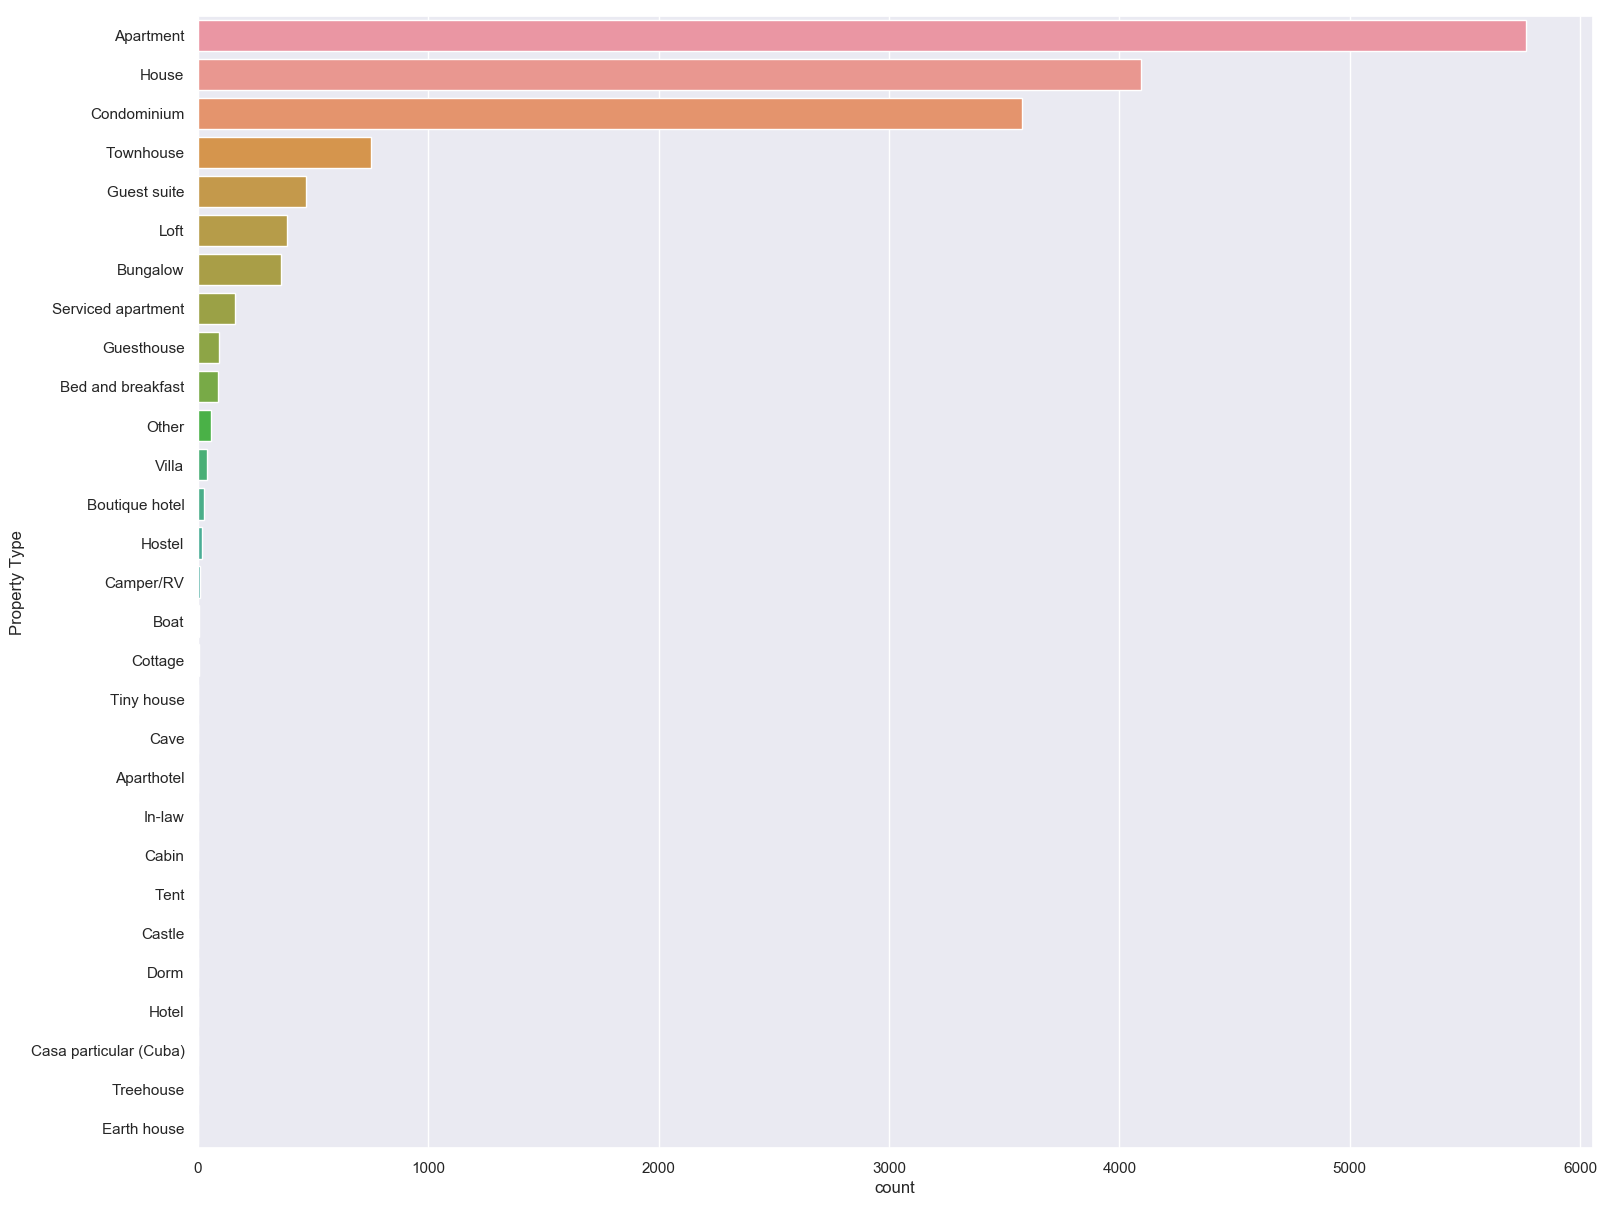 Apartment
House
Condominium
Townhouse
Guest suite
Loft
Bungalow
Serviced apartment
Guesthouse
Bed and breakfast
Other
Villa
Boutique hotel
Hostel
Camper/RV
Boat
Cottage
Tiny house
Cave
Aparthotel
In-law
Cabin
Tent
Castle
Dorm
Hotel
Casa particular (Cuba)
Treehouse
Earth house
Property Type
0 1000 2000 3000 4000 5000 6000
count